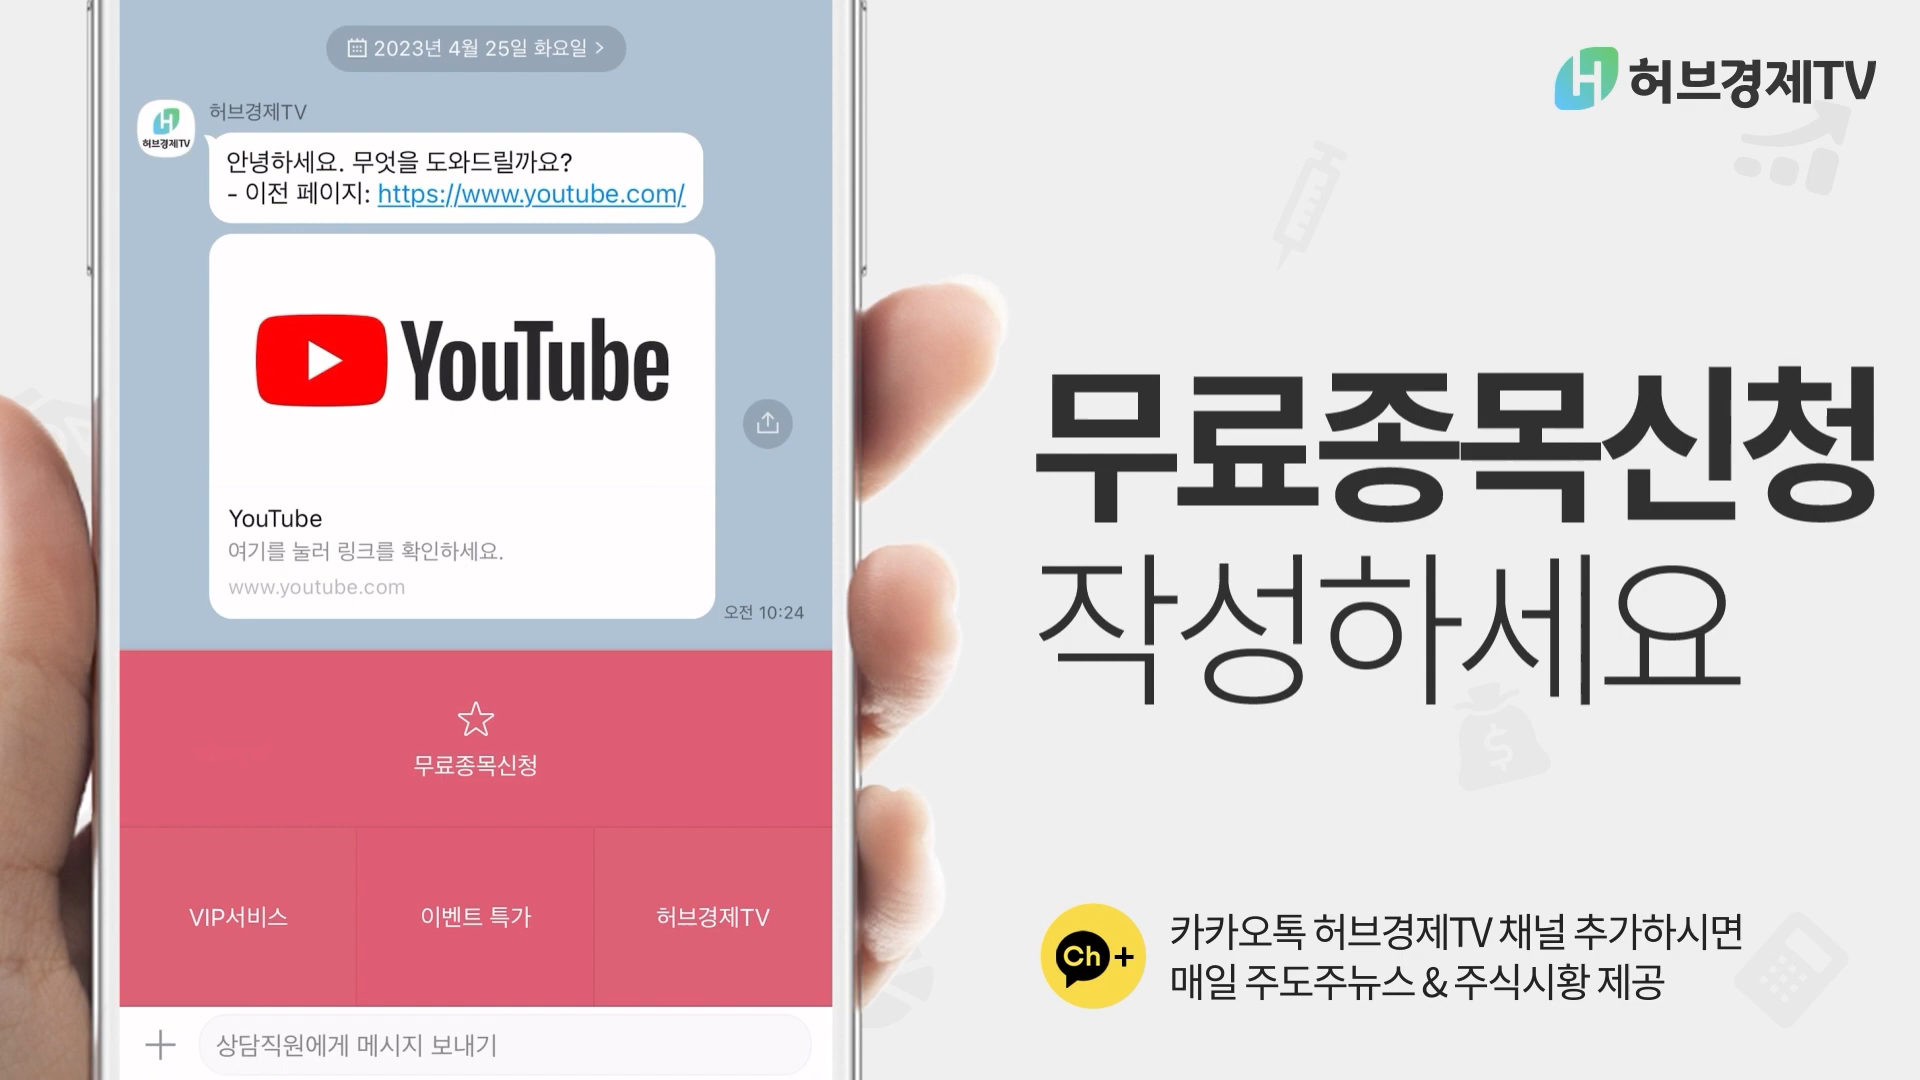 2023년 4월 25일 화요일 >
허브경제TV
허브경제TV
안녕하세요. 무엇을 도와드릴까요?
- 이전 페이지: https://www.youtube.com/
YouTube
YouTube
여기를 눌러 링크를 확인하세요.
www.youtube.com
오전 10:24
무료종목신청
VIP서비스
이벤트 특가
허브경제TV
상담직원에게 메시지 보내기
허브경제TV
무료종목신청
작성하세요
Ch+
카카오톡 허브경제TV 채널 추가하시면
매일 주도주뉴스 & 주식시황 제공